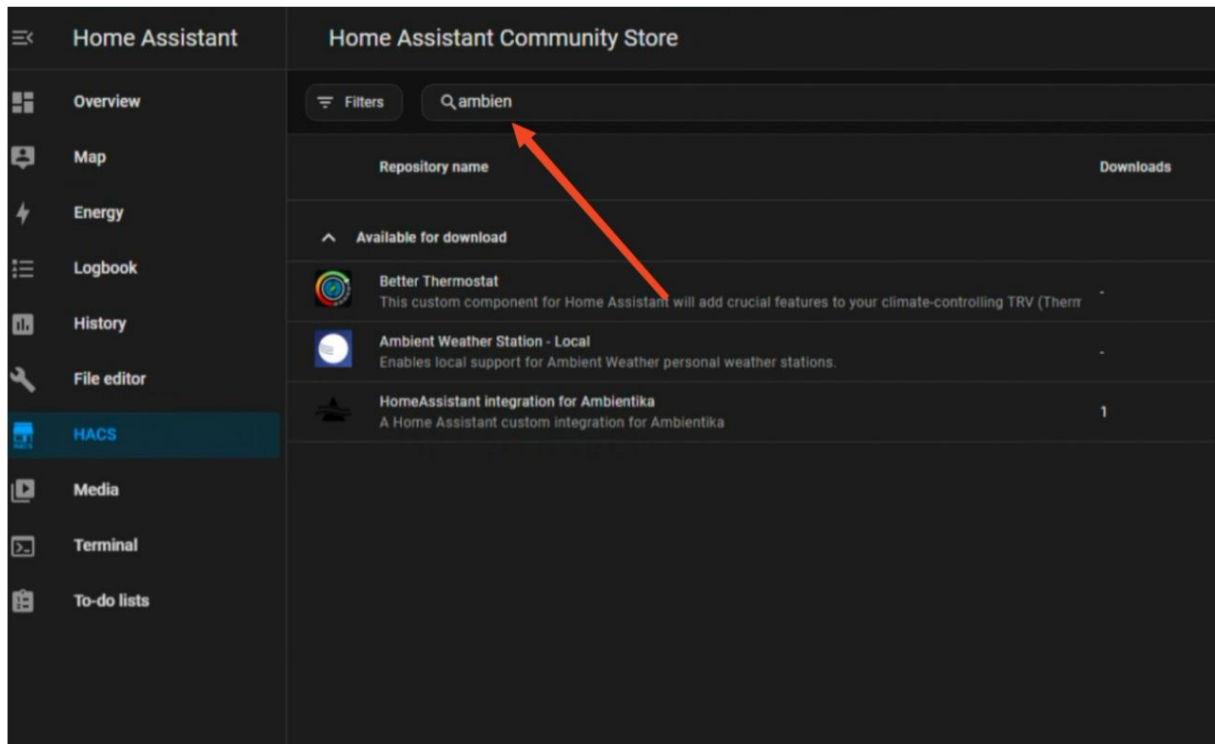 Home Assistant
Home Assistant Community Store
Overview
Filters
ambien
Map
Repository name
Downloads
Energy
Available for download
Logbook
Better Thermostat
This custom component for Home Assistant will add crucial features to your climate-controlling TRV (Therm
-
History
Ambient Weather Station - Local
Enables local support for Ambient Weather personal weather stations.
-
File editor
HomeAssistant integration for Ambientika
A Home Assistant custom integration for Ambientika
1
HACS
HACS
Media
Terminal
To-do lists